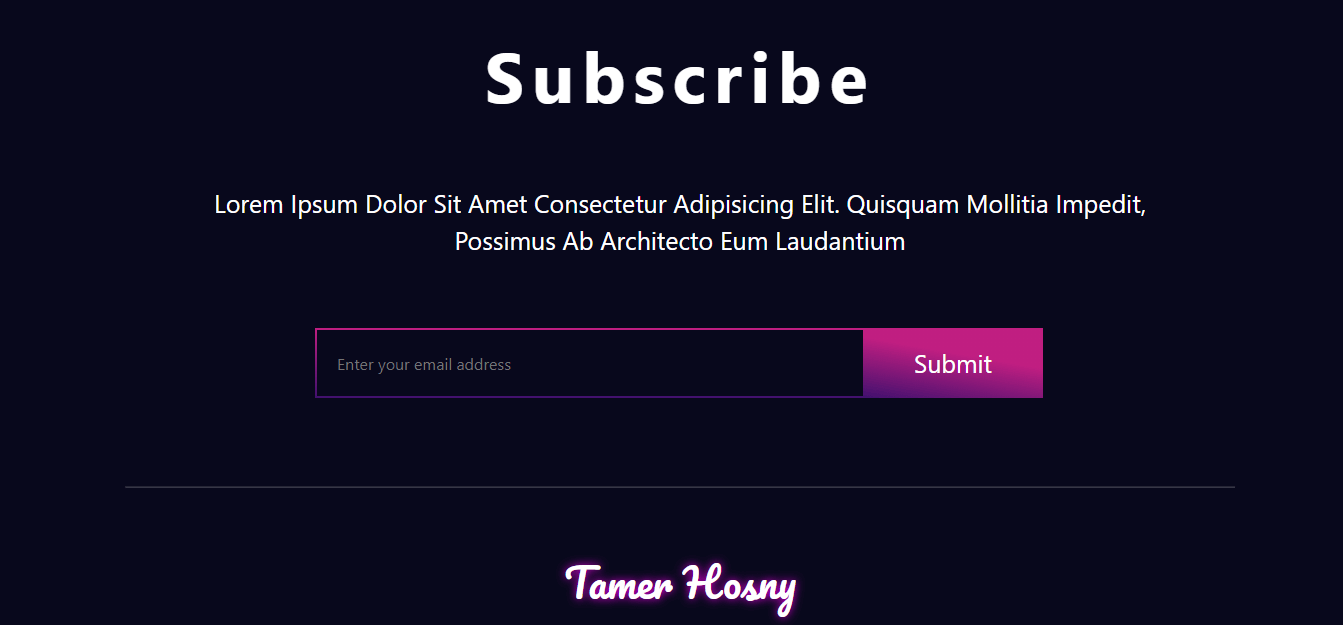 Subscribe
Lorem Ipsum Dolor Sit Amet Consectetur Adipisicing Elit. Quisquam Mollitia Impedit,
Possimus Ab Architecto Eum Laudantium
Enter your email address
Submit
Tamer Hosny